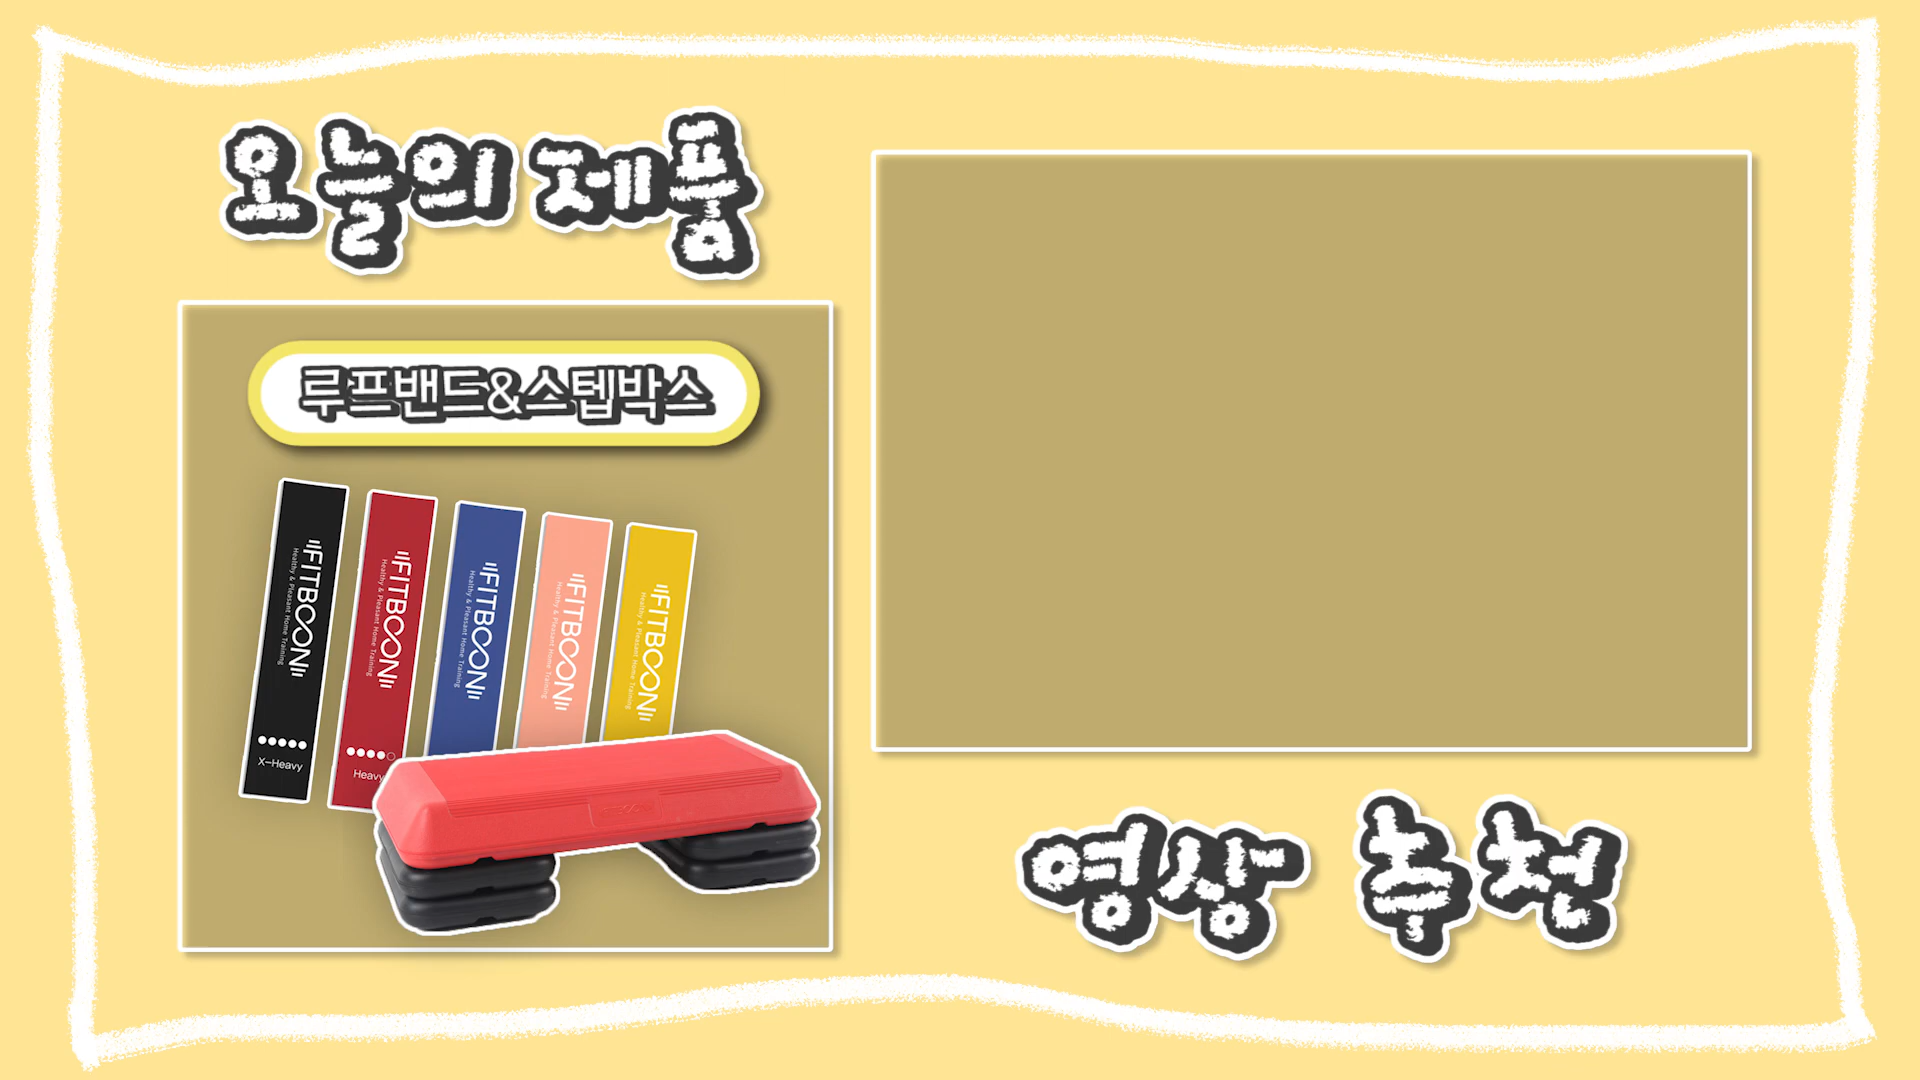 오늘의 제품
루프밴드&스텝박스
FITBOON
Healthy & Pleasant Home Training
X-Heavy
FITBOON
Healthy & Pleasant Home Training
Heavy
FITBOON
Healthy & Pleasant Home Training
FITBOON
Healthy & Pleasant Home Training
FITBOON
Healthy & Pleasant Home Training
영상 추천